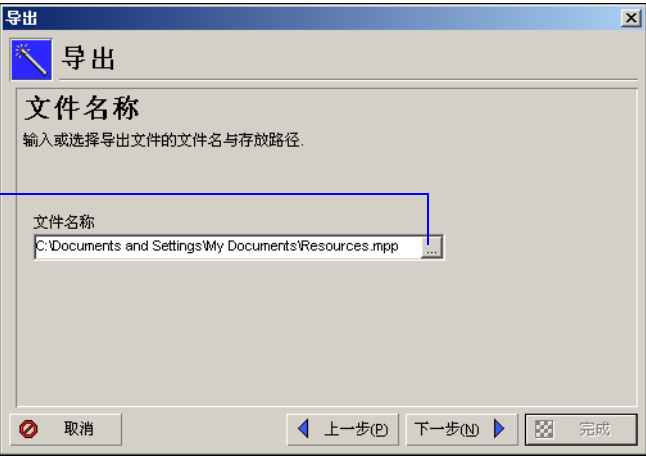 导出
导出
文件名称
输入或选择导出文件的文件名与存放路径.
文件名称
C:\Documents and Settings\My Documents\Resources.mpp
...
取消
上一步(P)
下一步(N)
完成